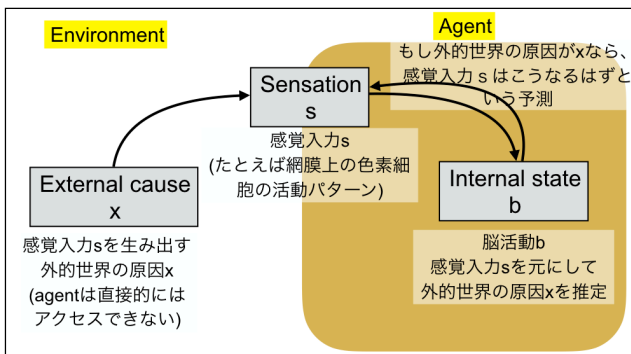 Environment
Agent
もし外的世界の原因がxなら、
感覚入力sはこうなるはずと
いう予測
Sensation
s
感覚入力s
(たとえば網膜上の色素細
胞の活動パターン)
External cause
x
感覚入力sを生み出す
外的世界の原因x
(agentは直接的には
アクセスできない)
Internal state
b
脳活動b
感覚入力sを元にして
外的世界の原因xを推定